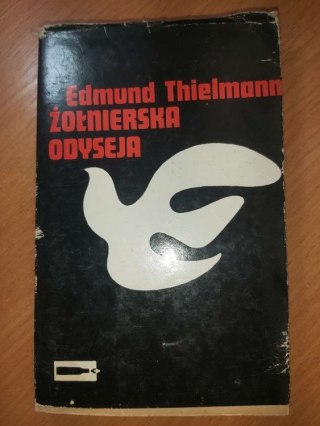 Edmund Thielmann
ŻOŁNIERSKA
ODYSEJA